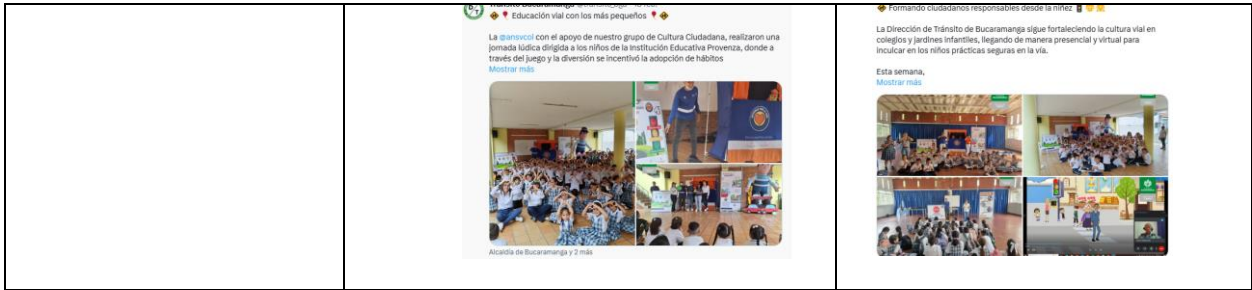 Tránsito Bucaramanga
Educación vial con los más pequeños
La @ansvcol con el apoyo de nuestro grupo de Cultura Ciudadana, realizaron una
jornada lúdica dirigida a los niños de la Institución Educativa Provenza, donde a
través del juego y la diversión se incentivó la adopción de hábitos
Mostrar más
Alcaldía de Bucaramanga y 2 más
Formando ciudadanos responsables desde la niñez
La Dirección de Tránsito de Bucaramanga sigue fortaleciendo la cultura vial en
colegios y jardines infantiles, llegando de manera presencial y virtual para
inculcar en los niños prácticas seguras en la vía.
Esta semana,
Mostrar más